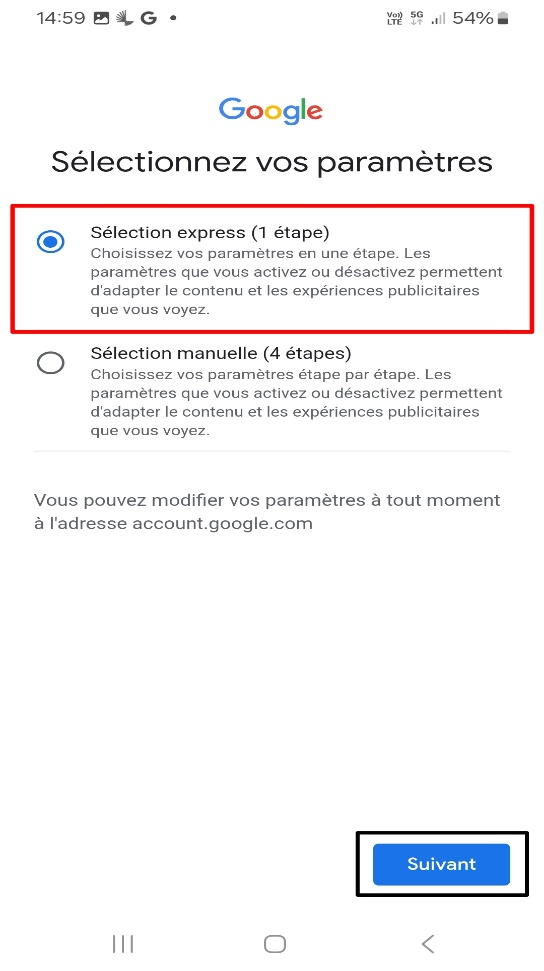 14:59 G Vo)) LTE 5G 54%
Google
Sélectionnez vos paramètres
Sélection express (1 étape)
Choisissez vos paramètres en une étape. Les
paramètres que vous activez ou désactivez permettent
d'adapter le contenu et les expériences publicitaires
que vous voyez.
Sélection manuelle (4 étapes)
Choisissez vos paramètres étape par étape. Les
paramètres que vous activez ou désactivez permettent
d'adapter le contenu et les expériences publicitaires
que vous voyez.
Vous pouvez modifier vos paramètres à tout moment
à l'adresse account.google.com
Suivant